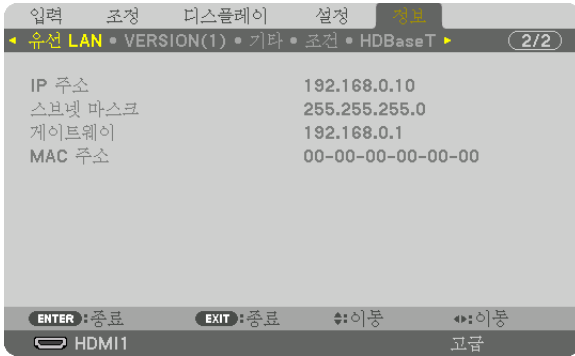 입력 조정 디스플레이 설정 정보
유선 LAN • VERSION(1) • 기타 • 조건 • HDBaseT 2/2
IP 주소 192.168.0.10
스브넷 마스크 255.255.255.0
게이트웨이 192.168.0.1
MAC 주소 00-00-00-00-00-00
ENTER:종료 EXIT:종료 :이동 :이동
HDMI1 고급